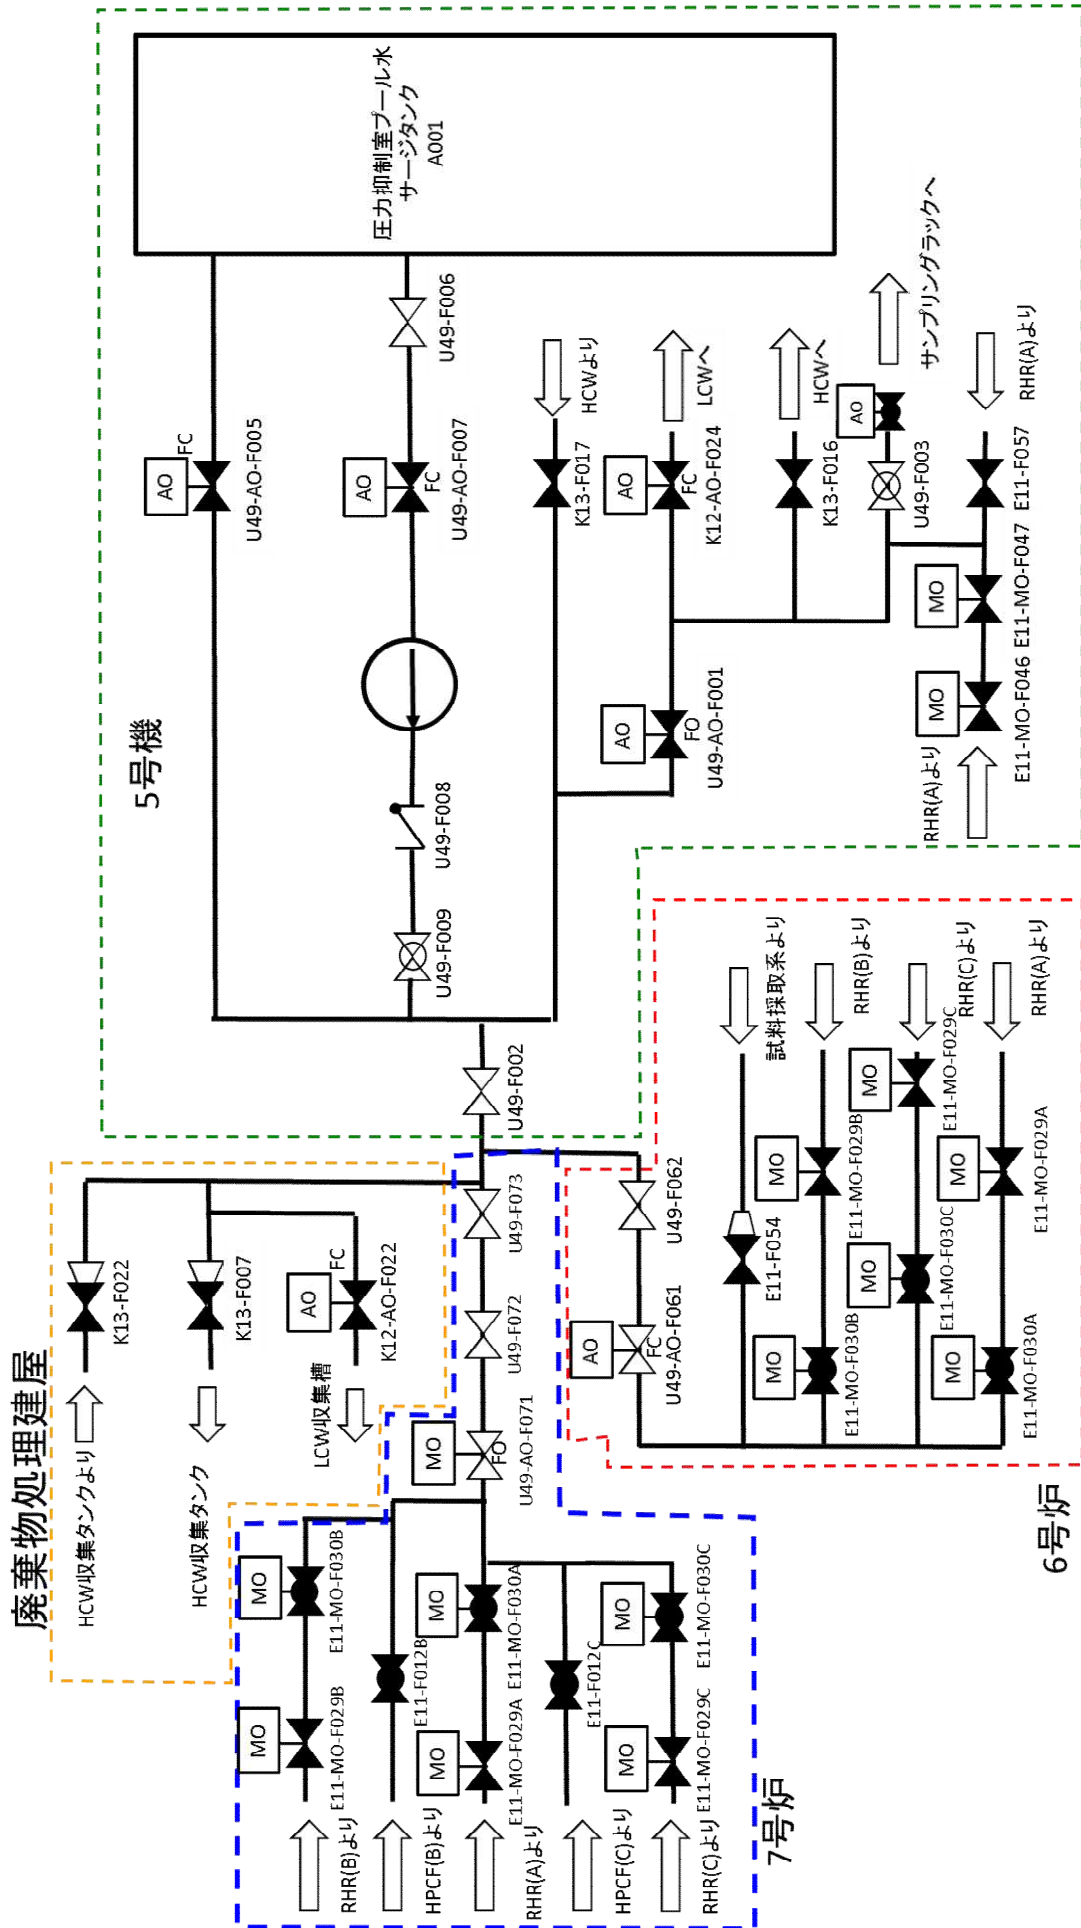 廃棄物処理建屋
HCW収集タンクより
K13-F022
HCW収集タンク
K13-F007
LCW収集槽
AO
FC
K12-AO-F022
5号機
圧力抑制室プール水
サージタンク
A001
AO
FC
U49-AO-F005
U49-F006
AO
FC
U49-AO-F007
U49-F008
U49-F009
U49-F002
HCWより
K13-F017
LCWへ
AO
FC
K12-AO-F024
HCWへ
K13-F016
AO
FO
U49-AO-F001
AO
サンプリングラックへ
U49-F003
RHR(A)より
E11-F057
MO
E11-MO-F047
MO
E11-MO-F046
RHR(A)より
7号炉
RHR(B)より
MO
E11-MO-F029B
MO
E11-MO-F030B
HPCF(B)より
E11-F012B
RHR(A)より
MO
E11-MO-F029A
MO
E11-MO-F030A
HPCF(C)より
E11-F012C
RHR(C)より
MO
E11-MO-F029C
MO
E11-MO-F030C
MO
FO
U49-AO-F071
U49-F072
U49-F073
6号炉
AO
FC
U49-AO-F061
U49-F062
試料採取系より
E11-F054
RHR(B)より
MO
E11-MO-F029B
MO
E11-MO-F030B
RHR(C)より
MO
E11-MO-F029C
MO
E11-MO-F030C
RHR(A)より
MO
E11-MO-F029A
MO
E11-MO-F030A